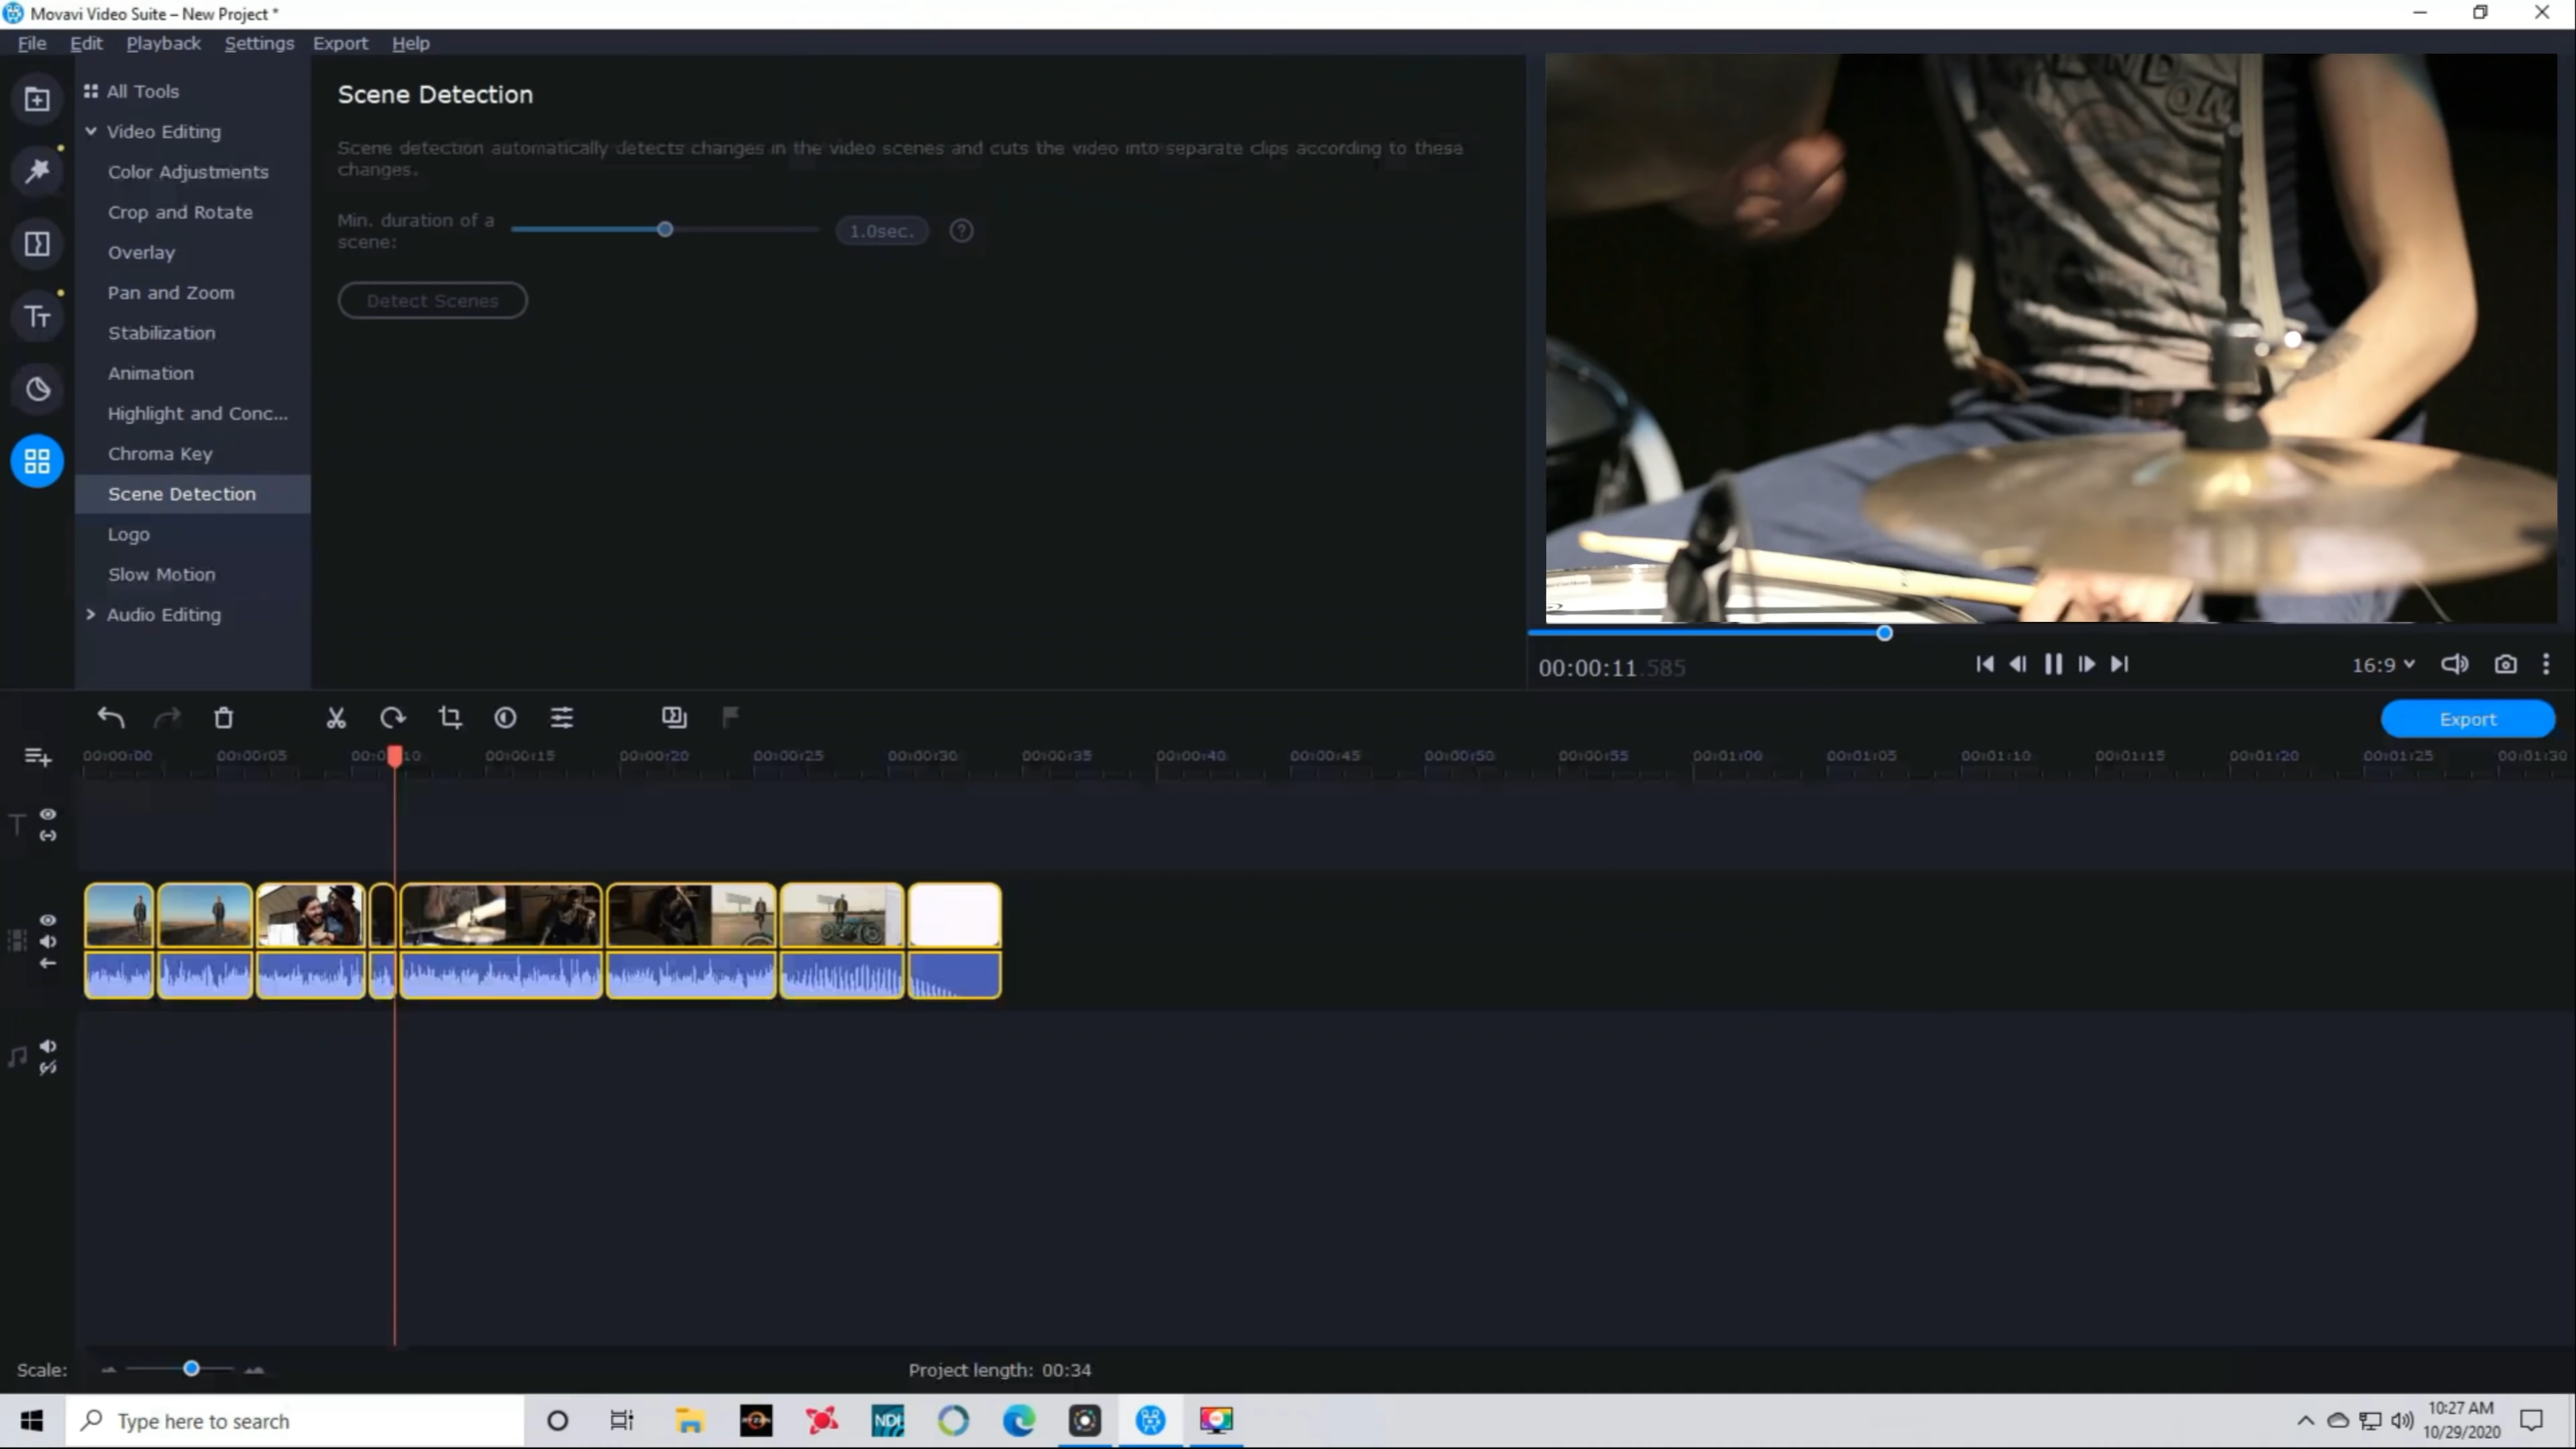 Movavi Video Suite – New Project *
File Edit Playback Settings Export Help
All Tools
Video Editing
Color Adjustments
Crop and Rotate
Overlay
Pan and Zoom
Stabilization
Animation
Highlight and Conc...
Chroma Key
Scene Detection
Logo
Slow Motion
Audio Editing
Scene Detection
Scene detection automatically detects changes in the video scenes and cuts the video into separate clips according to these
changes.
Min. duration of a
scene:
1.0sec.
?
Detect Scenes
00:00:11.585
16:9
Export
00:00:00 00:00:05 00:00:15 00:00:20 00:00:25 00:00:30 00:00:35 00:00:40 00:00:45 00:00:50 00:00:55 00:01:00 00:01:05 00:01:10 00:01:15 00:01:20 00:01:25 00:01:30
Scale:
Project length: 00:34
Type here to search
RYZEN
NDI
10:27 AM
10/29/2020